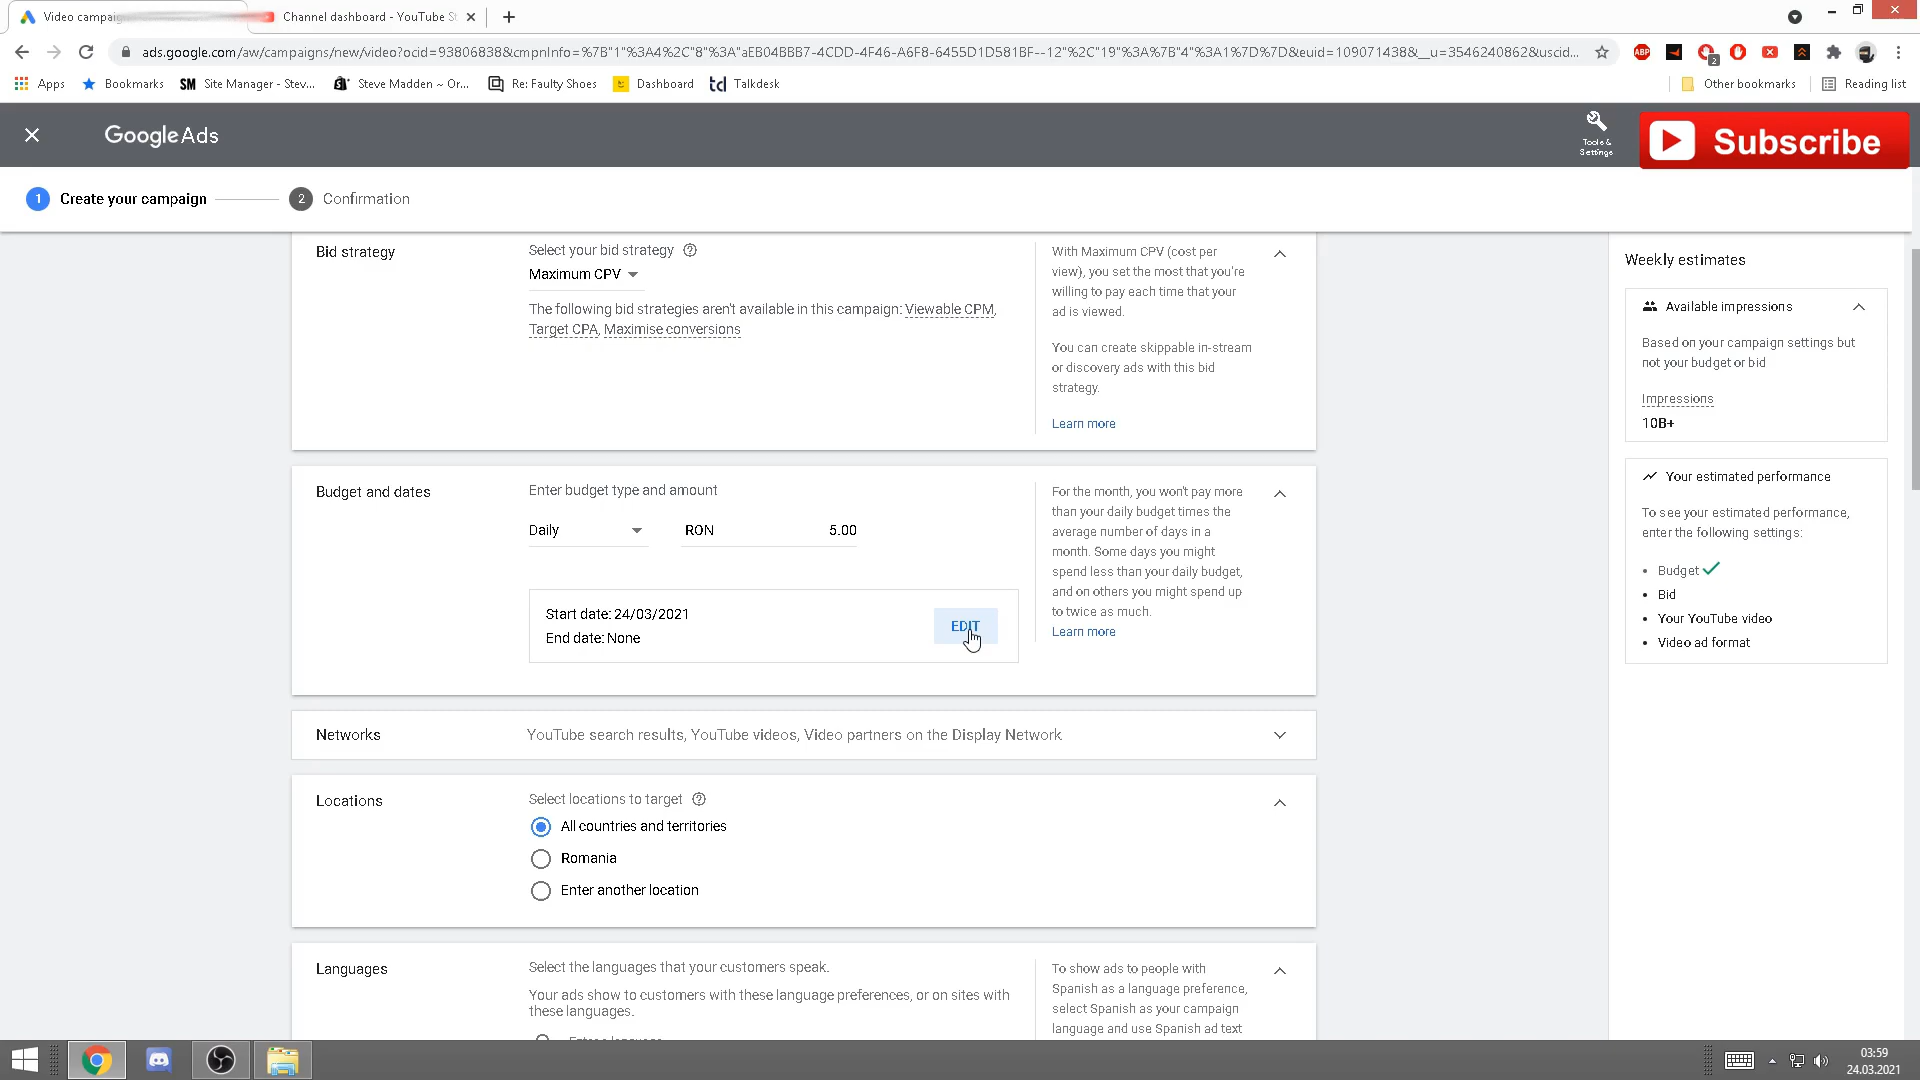 Video campaig
Channel dashboard - YouTube St
ads.google.com/aw/campaigns/new/video?ocid=93806838&cmpnInfo=%7B"1"%3A4%2C"8"%3A"aEB04BBB7-4CDD-4F46-A6F8-6455D1D581BF--12"%2C"19"%3A%7B"4"%3A1%7D%7D&euid=109071438&__u=3546240862&uscid...
ABP
2
Apps
Bookmarks
SM Site Manager - Stev...
Steve Madden ~ Or...
Re: Faulty Shoes
Dashboard
td Talkdesk
Other bookmarks
Reading list
Google Ads
Tools &
Settings
Subscribe
1 Create your campaign
2 Confirmation
Bid strategy
Select your bid strategy ?
Maximum CPV
The following bid strategies aren't available in this campaign: Viewable CPM,
Target CPA, Maximise conversions
With Maximum CPV (cost per
view), you set the most that you're
willing to pay each time that your
ad is viewed.
You can create skippable in-stream
or discovery ads with this bid
strategy.
Learn more
Budget and dates
Enter budget type and amount
Daily
RON 5.00
Start date: 24/03/2021
End date: None
EDIT
For the month, you won't pay more
than your daily budget times the
average number of days in a
month. Some days you might
spend less than your daily budget,
and on others you might spend up
to twice as much.
Learn more
Networks
YouTube search results, YouTube videos, Video partners on the Display Network
Locations
Select locations to target ?
All countries and territories
Romania
Enter another location
Languages
Select the languages that your customers speak.
Your ads show to customers with these language preferences, or on sites with
these languages.
To show ads to people with
Spanish as a language preference,
select Spanish as your campaign
language and use Spanish ad text
Weekly estimates
Available impressions
Based on your campaign settings but
not your budget or bid
Impressions
10B+
Your estimated performance
To see your estimated performance,
enter the following settings:
• Budget
• Bid
• Your YouTube video
• Video ad format
03:59
24.03.2021